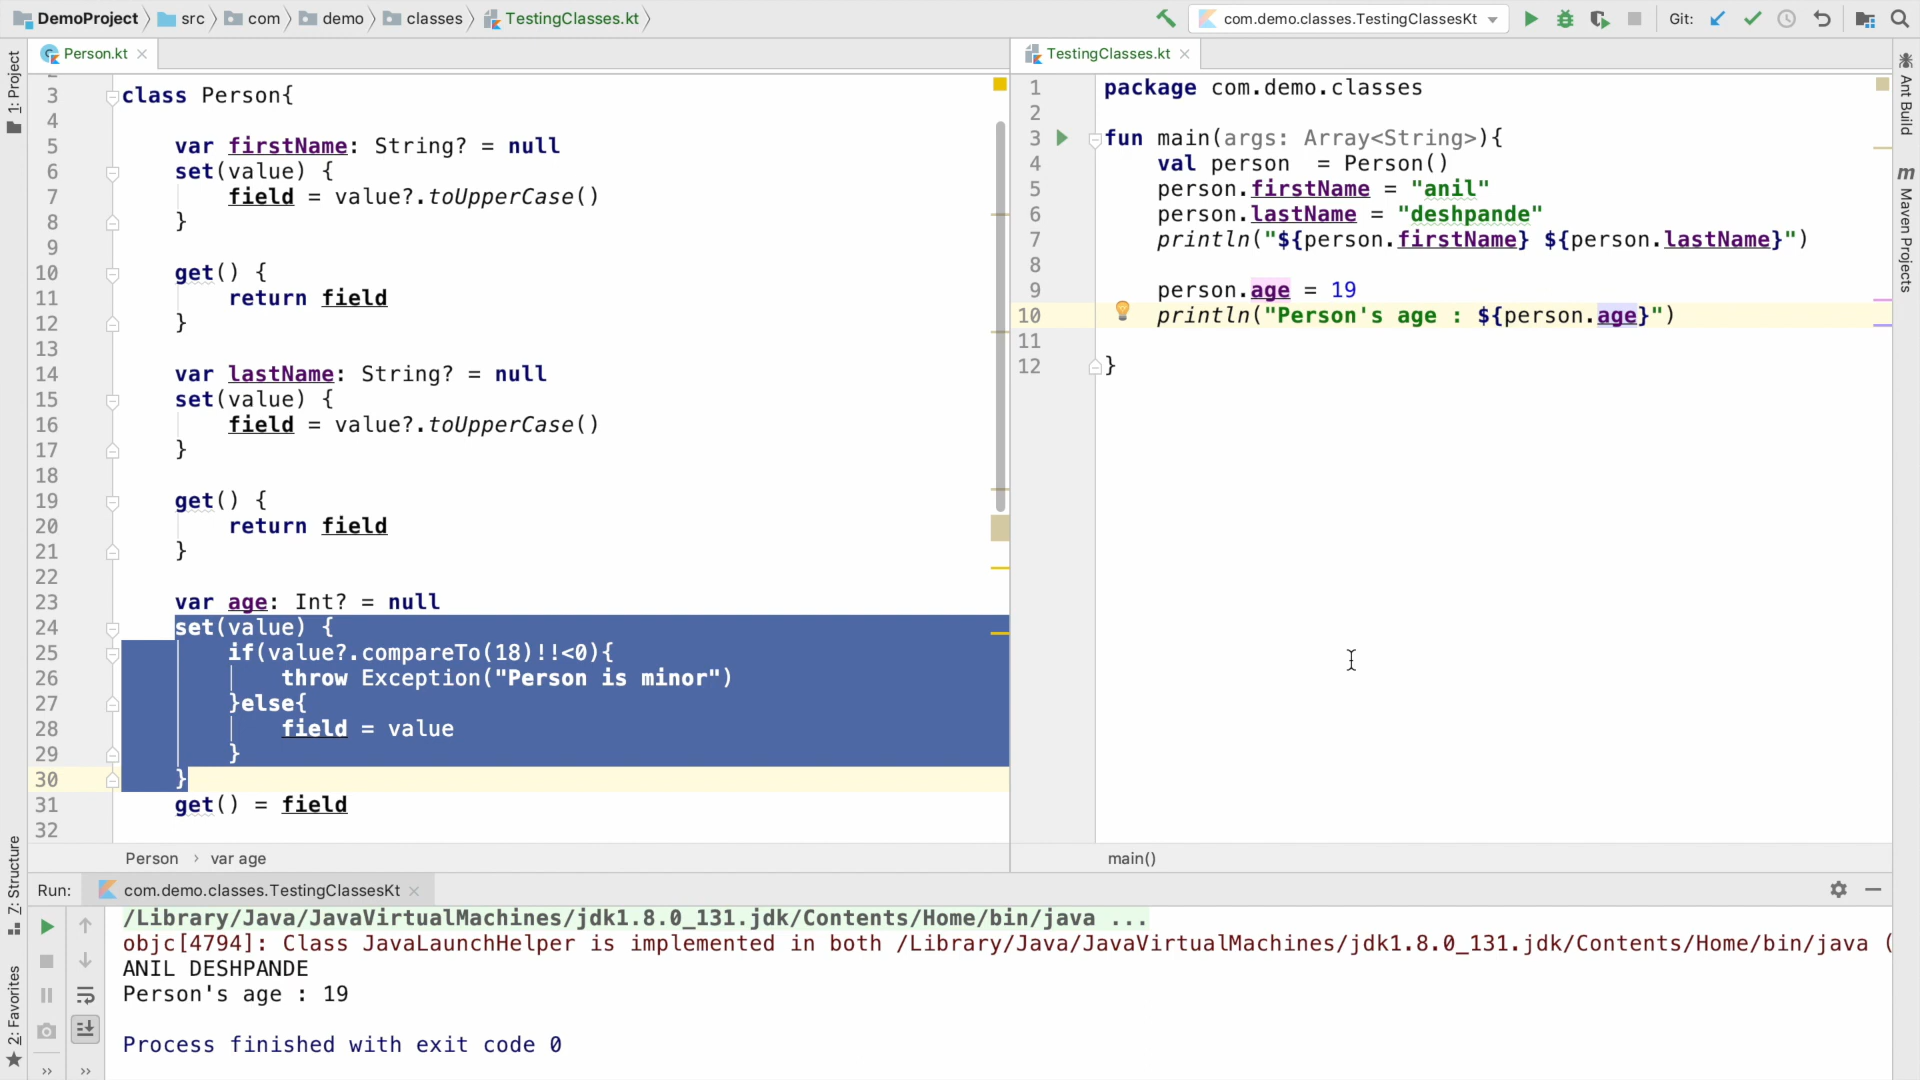 DemoProject src com demo classes TestingClasses.kt com.demo.classes.TestingClassesKt Git:
1: Project
Z: Structure
2: Favorites
Person.kt
3 class Person{
4
5 var firstName: String? = null
6 set(value) {
7 field = value?.toUpperCase()
8 }
9
10 get() {
11 return field
12 }
13
14 var lastName: String? = null
15 set(value) {
16 field = value?.toUpperCase()
17 }
18
19 get() {
20 return field
21 }
22
23 var age: Int? = null
24 set(value) {
25 if(value?.compareTo(18)!!<0){
26 throw Exception("Person is minor")
27 }else{
28 field = value
29 }
30 }
31 get() = field
32
Person › var age
TestingClasses.kt
1 package com.demo.classes
2
3 fun main(args: Array<String>){
4 val person  = Person()
5 person.firstName = "anil"
6 person.lastName = "deshpande"
7 println("${person.firstName} ${person.lastName}")
8
9 person.age = 19
10 println("Person's age : ${person.age}")
11
12 }
main()
Ant Build
m Maven Projects
Run: com.demo.classes.TestingClassesKt
/Library/Java/JavaVirtualMachines/jdk1.8.0_131.jdk/Contents/Home/bin/java ...
objc[4794]: Class JavaLaunchHelper is implemented in both /Library/Java/JavaVirtualMachines/jdk1.8.0_131.jdk/Contents/Home/bin/java (
ANIL DESHPANDE
Person's age : 19
Process finished with exit code 0